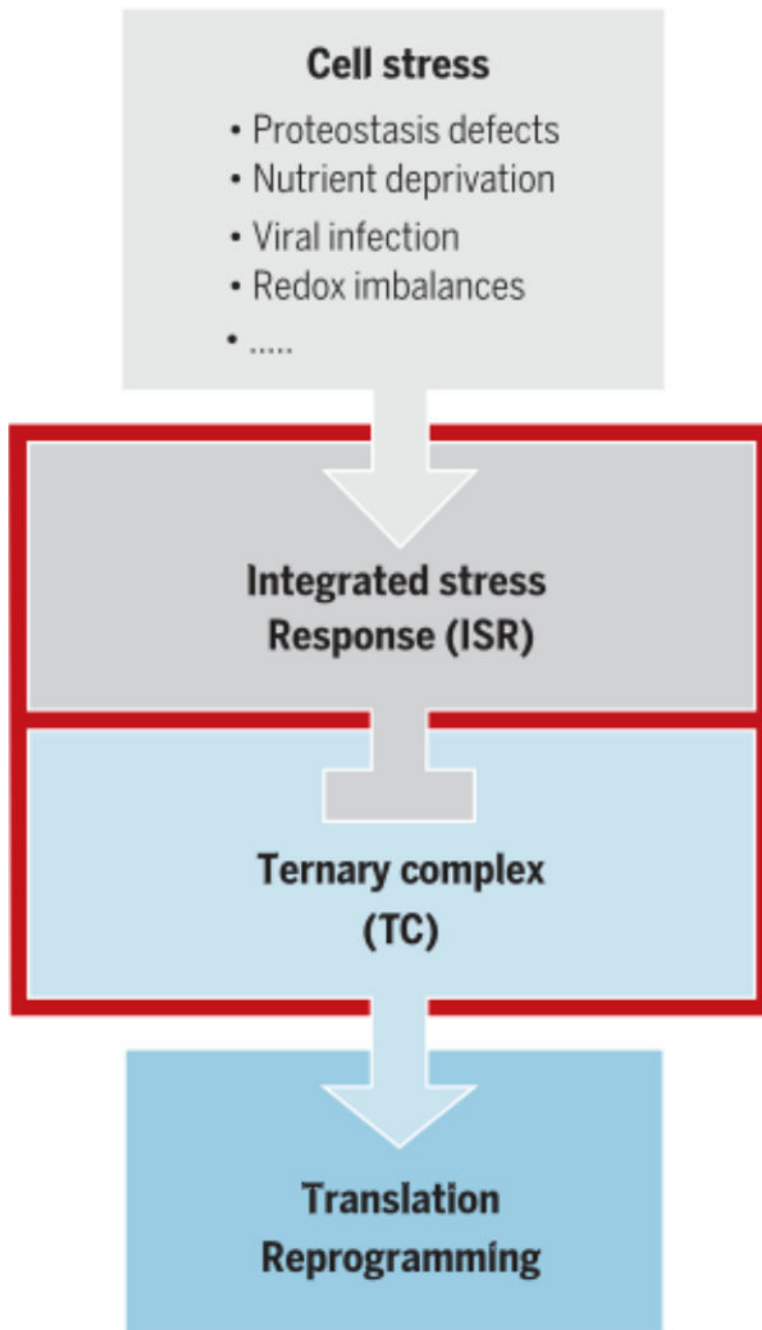 Cell stress
• Proteostasis defects
• Nutrient deprivation
• Viral infection
• Redox imbalances
• .....
Integrated stress
Response (ISR)
Ternary complex
(TC)
Translation
Reprogramming